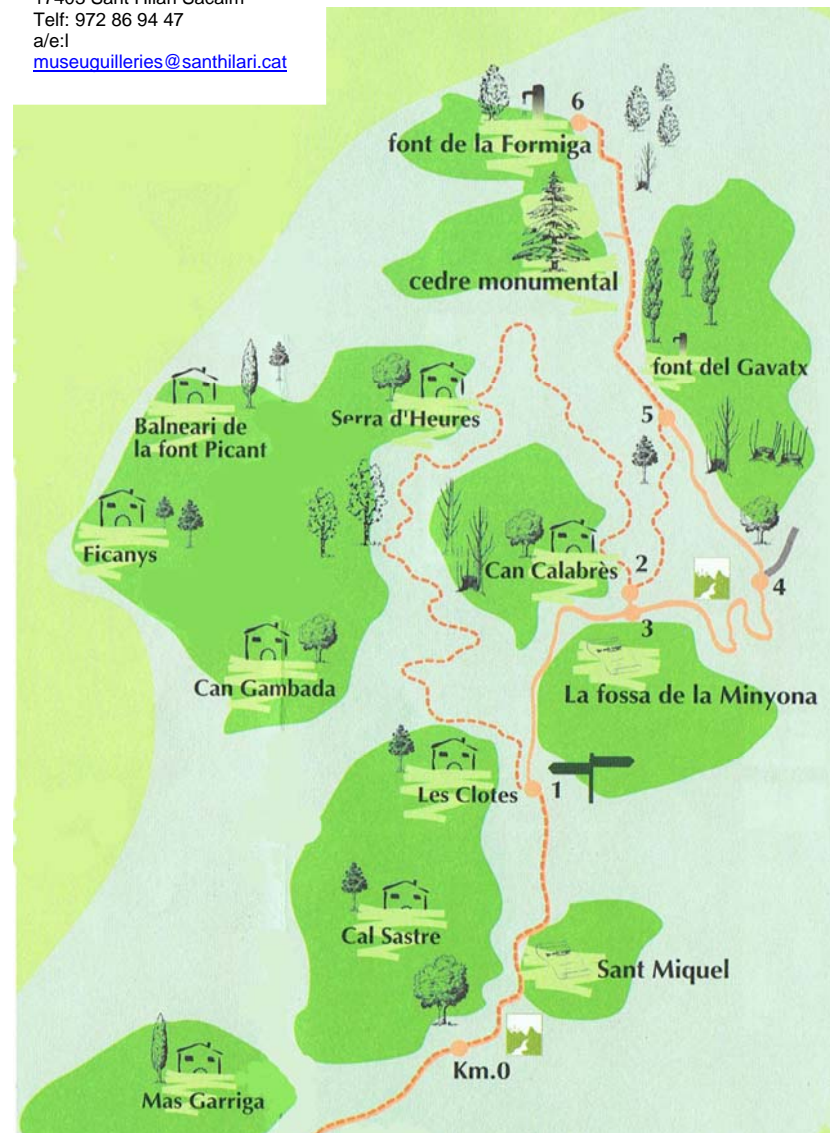 Telf: 972 86 94 47
a/e:l
museuguilleries@santhilari.cat
6
font de la Formiga
cedre monumental
font del Gavatx
Balneari de
la font Picant
Serra d'Heures
5
Ficanys
Can Calabrès
2
4
3
Can Gambada
La fossa de la Minyona
Les Clotes
1
Cal Sastre
Sant Miquel
Km.0
Mas Garriga